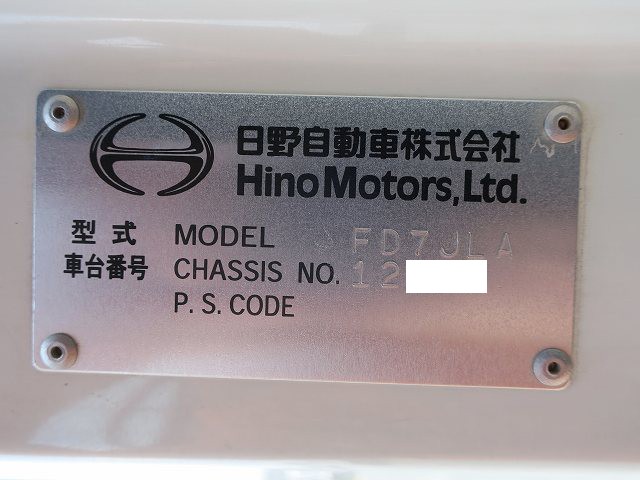 日野自動車株式会社
Hino Motors, Ltd.
型式 MODEL FD7JLA
車台番号 CHASSIS NO. 12
P. S. CODE